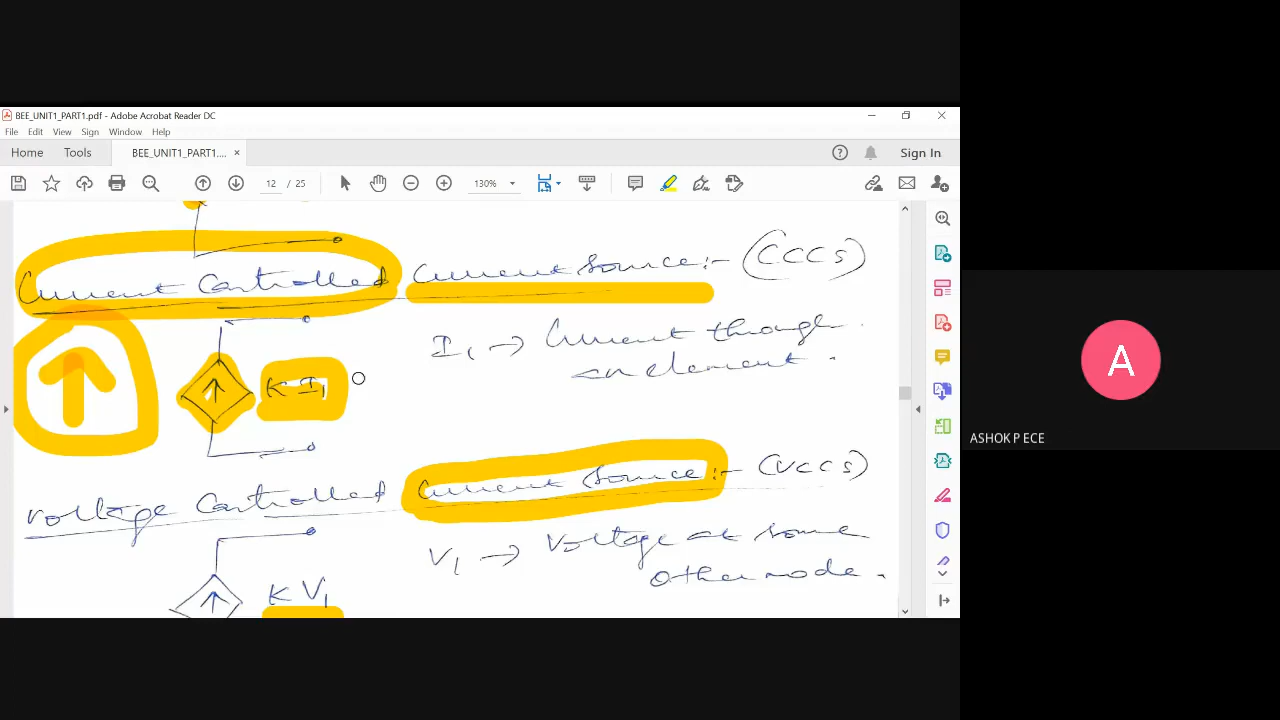 BEE_UNIT1_PART1.pdf - Adobe Acrobat Reader DC
File Edit View Window Sign Help
Home Tools BEE_UNIT1_PART1.... × Sign In
12 / 25 130%
Current Controlled Current Source:- (CCCS)
I1 → Current through
an element.
K I1
A
ASHOK P ECE
Voltage Controlled Current Source:- (VCCS)
V1 → Voltage at some
other node.
K V1